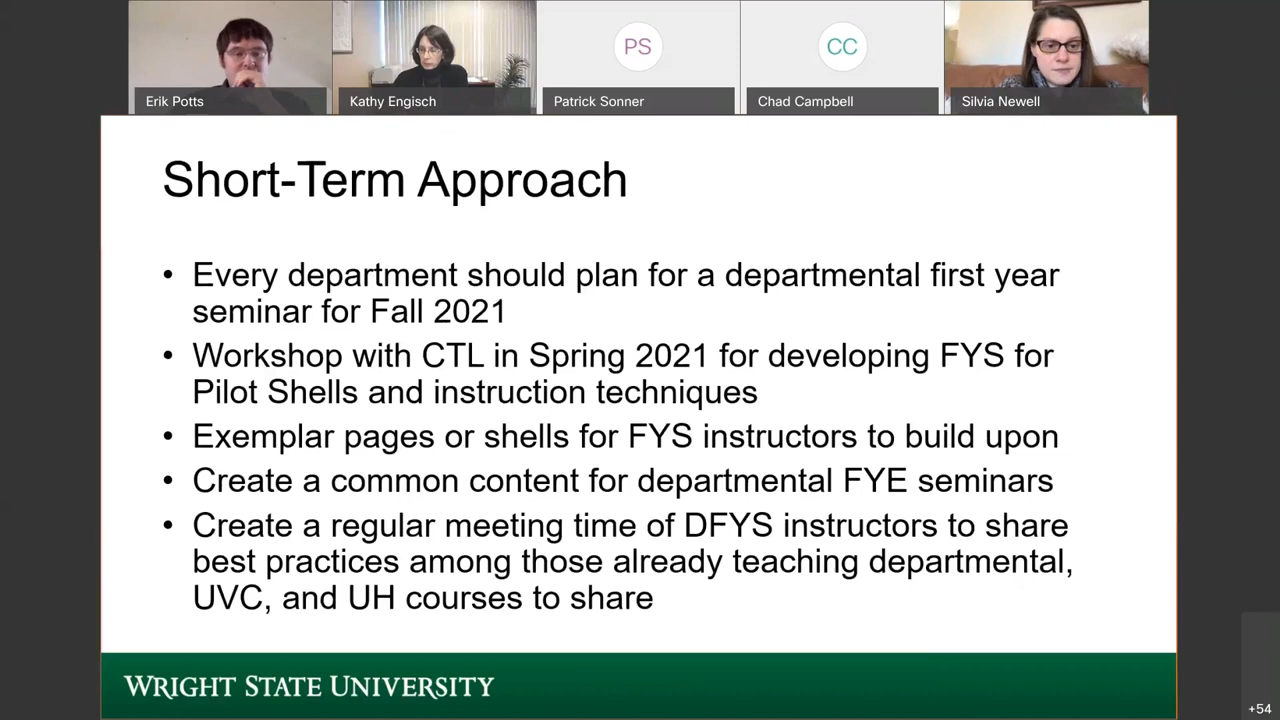 Erik Potts
Kathy Engisch
PS
Patrick Sonner
CC
Chad Campbell
Silvia Newell
Short-Term Approach
• Every department should plan for a departmental first year
seminar for Fall 2021
• Workshop with CTL in Spring 2021 for developing FYS for
Pilot Shells and instruction techniques
• Exemplar pages or shells for FYS instructors to build upon
• Create a common content for departmental FYE seminars
• Create a regular meeting time of DFYS instructors to share
best practices among those already teaching departmental,
UVC, and UH courses to share
WRIGHT STATE UNIVERSITY
+54